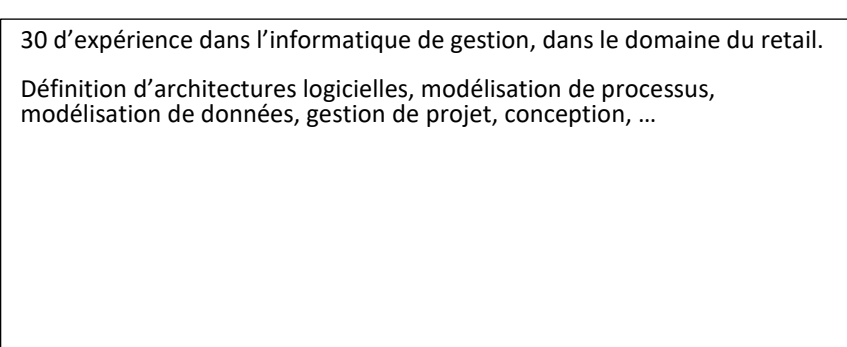 30 d’expérience dans l’informatique de gestion, dans le domaine du retail.
Définition d’architectures logicielles, modélisation de processus,
modélisation de données, gestion de projet, conception, …